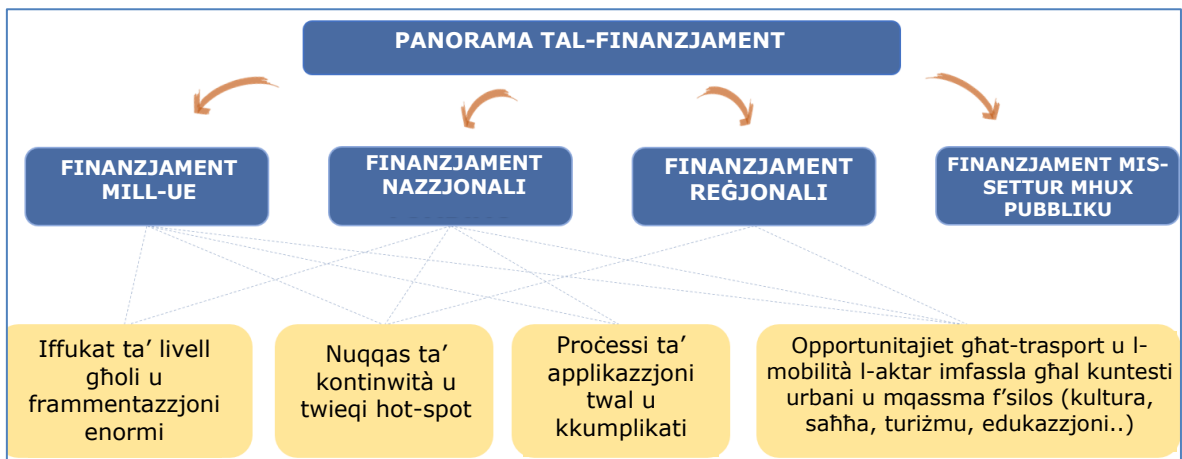 PANORAMA TAL-FINANZJAMENT
FINANZJAMENT
MILL-UE
FINANZJAMENT
NAZZJONALI
FINANZJAMENT
REĠJONALI
FINANZJAMENT MIS-
SETTUR MHUX
PUBBLIKU
Iffukat ta’ livell
għoli u
frammentazzjoni
enormi
Nuqqas ta’
kontinwità u
twieqi hot-spot
Proċessi ta’
applikazzjoni
twal u
kkumplikati
Opportunitajiet għat-trasport u l-
mobilità l-aktar imfassla għal kuntesti
urbani u mqassma f’silos (kultura,
saħħa, turiżmu, edukazzjoni..)